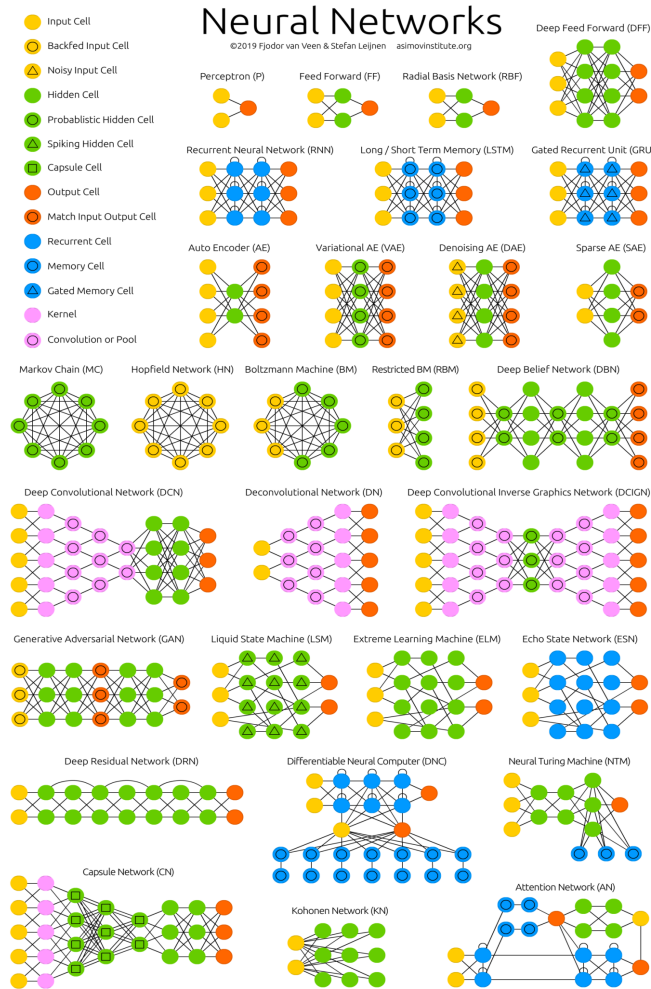 Neural Networks
©2019 Fjodor van Veen & Stefan Leijnen asimovinstitute.org
Input Cell
Backfed Input Cell
Noisy Input Cell
Hidden Cell
Probablistic Hidden Cell
Spiking Hidden Cell
Capsule Cell
Output Cell
Match Input Output Cell
Recurrent Cell
Memory Cell
Gated Memory Cell
Kernel
Convolution or Pool
Deep Feed Forward (DFF)
Perceptron (P)
Feed Forward (FF)
Radial Basis Network (RBF)
Recurrent Neural Network (RNN)
Long / Short Term Memory (LSTM)
Gated Recurrent Unit (GRU)
Auto Encoder (AE)
Variational AE (VAE)
Denoising AE (DAE)
Sparse AE (SAE)
Markov Chain (MC)
Hopfield Network (HN)
Boltzmann Machine (BM)
Restricted BM (RBM)
Deep Belief Network (DBN)
Deep Convolutional Network (DCN)
Deconvolutional Network (DN)
Deep Convolutional Inverse Graphics Network (DCIGN)
Generative Adversarial Network (GAN)
Liquid State Machine (LSM)
Extreme Learning Machine (ELM)
Echo State Network (ESN)
Deep Residual Network (DRN)
Differentiable Neural Computer (DNC)
Neural Turing Machine (NTM)
Capsule Network (CN)
Kohonen Network (KN)
Attention Network (AN)